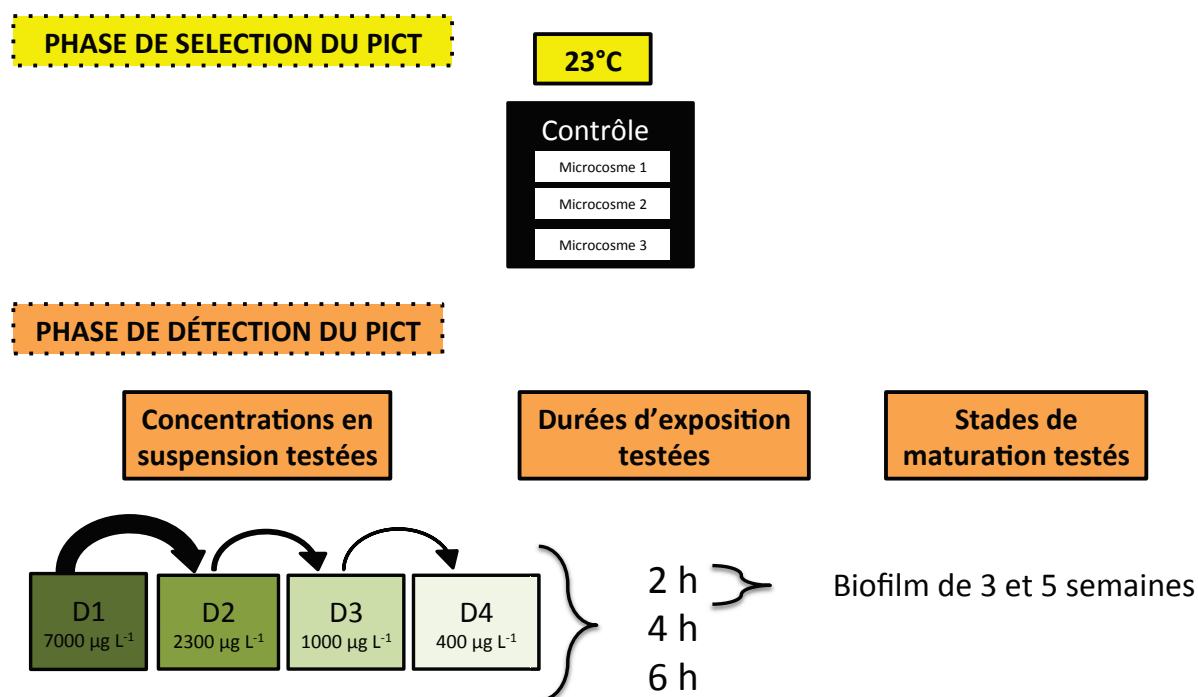 PHASE DE SELECTION DU PICT
23°C
Contrôle
Microcosme 1
Microcosme 2
Microcosme 3
PHASE DE DÉTECTION DU PICT
Concentrations en
suspension testées
Durées d'exposition
testées
Stades de
maturation testés
D1
7000 µg L⁻¹
D2
2300 µg L⁻¹
D3
1000 µg L⁻¹
D4
400 µg L⁻¹
2 h
4 h
6 h
Biofilm de 3 et 5 semaines